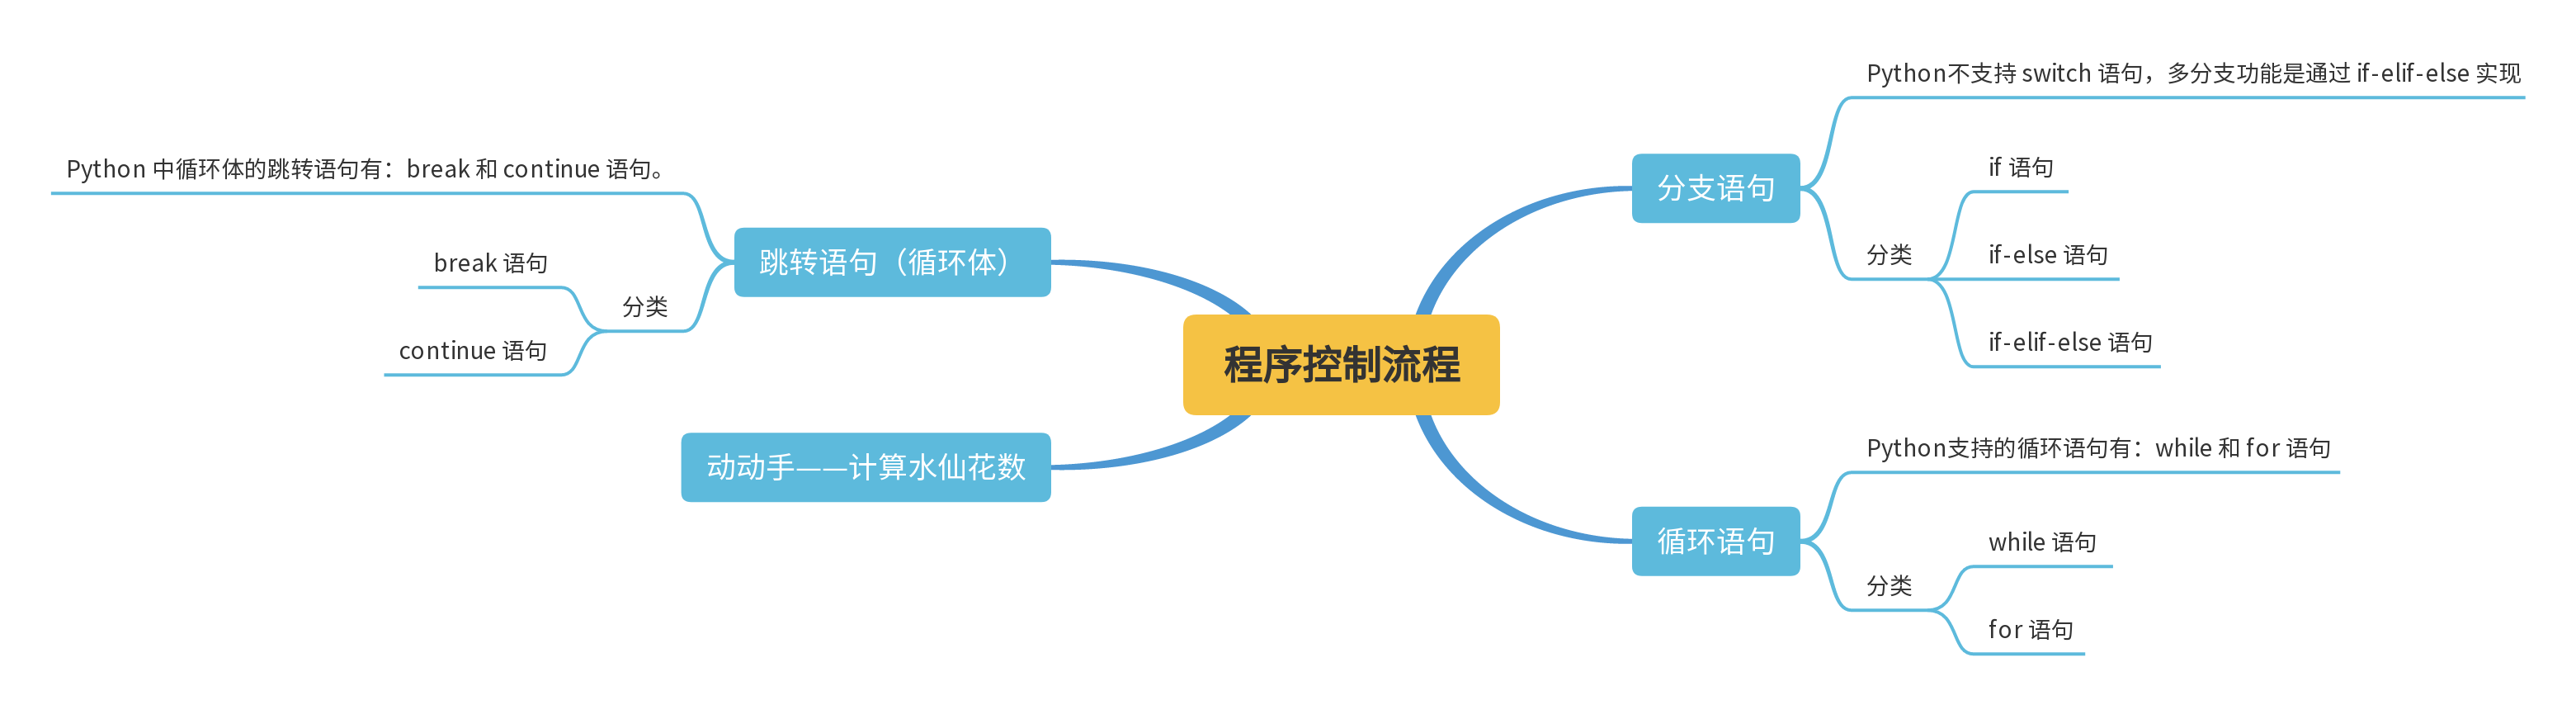 程序控制流程
分支语句
Python不支持 switch 语句，多分支功能是通过 if-elif-else 实现
分类
if 语句
if-else 语句
if-elif-else 语句
循环语句
Python支持的循环语句有：while 和 for 语句
分类
while 语句
for 语句
跳转语句（循环体）
Python 中循环体的跳转语句有：break 和 continue 语句。
分类
break 语句
continue 语句
动动手——计算水仙花数